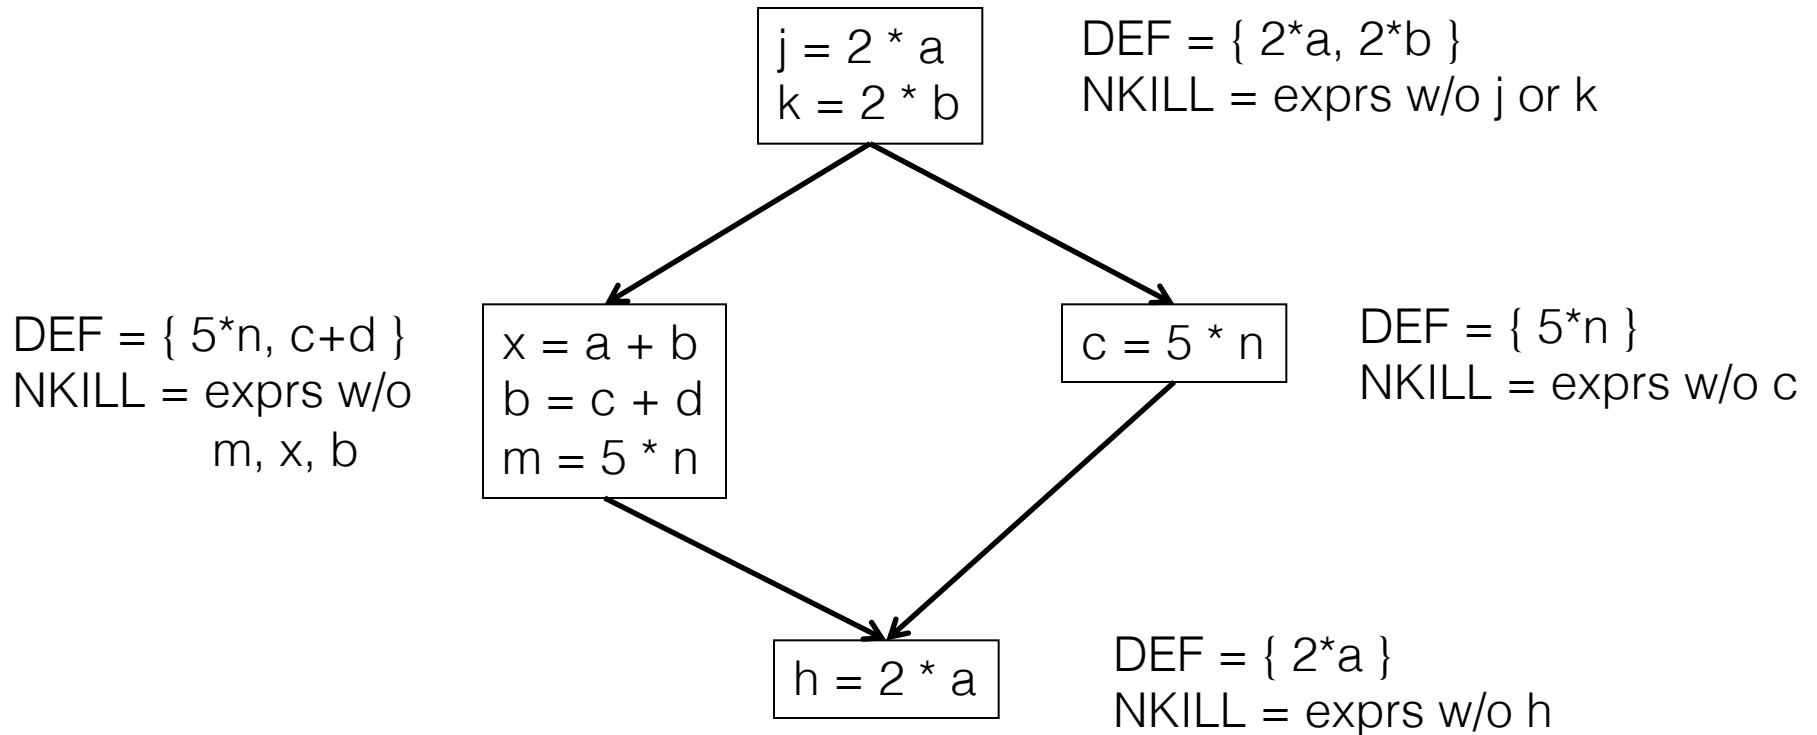 j = 2 * a
k = 2 * b
DEF = { 2*a, 2*b }
NKILL = exprs w/o j or k
DEF = { 5*n, c+d }
NKILL = exprs w/o
m, x, b
x = a + b
b = c + d
m = 5 * n
c = 5 * n
DEF = { 5*n }
NKILL = exprs w/o c
h = 2 * a
DEF = { 2*a }
NKILL = exprs w/o h